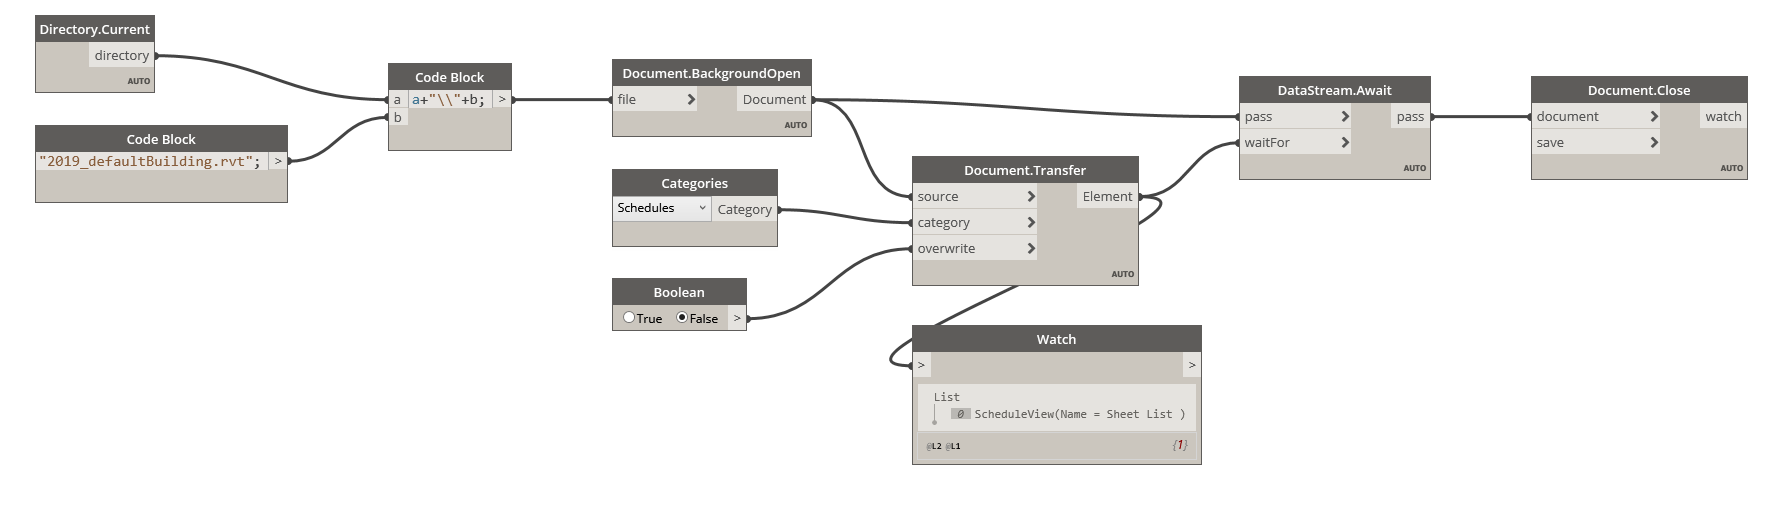 Directory.Current
directory
AUTO
Code Block
"2019_defaultBuilding.rvt"; >
Code Block
a a+"\\"+b; >
b
Document.BackgroundOpen
file Document
AUTO
Categories
Schedules Category
Boolean
True False >
Document.Transfer
source Element
category
overwrite
AUTO
Watch
> >
List
0 ScheduleView(Name = Sheet List )
@L2 @L1 {1}
DataStream.Await
pass pass
waitFor
AUTO
Document.Close
document watch
save
AUTO